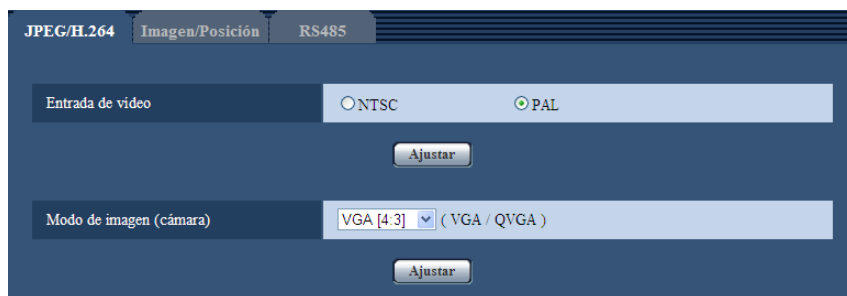 JPEG/H.264 Imagen/Posición RS485
Entrada de video NTSC PAL
Ajustar
Modo de imagen (cámara) VGA [4:3] ( VGA / QVGA )
Ajustar